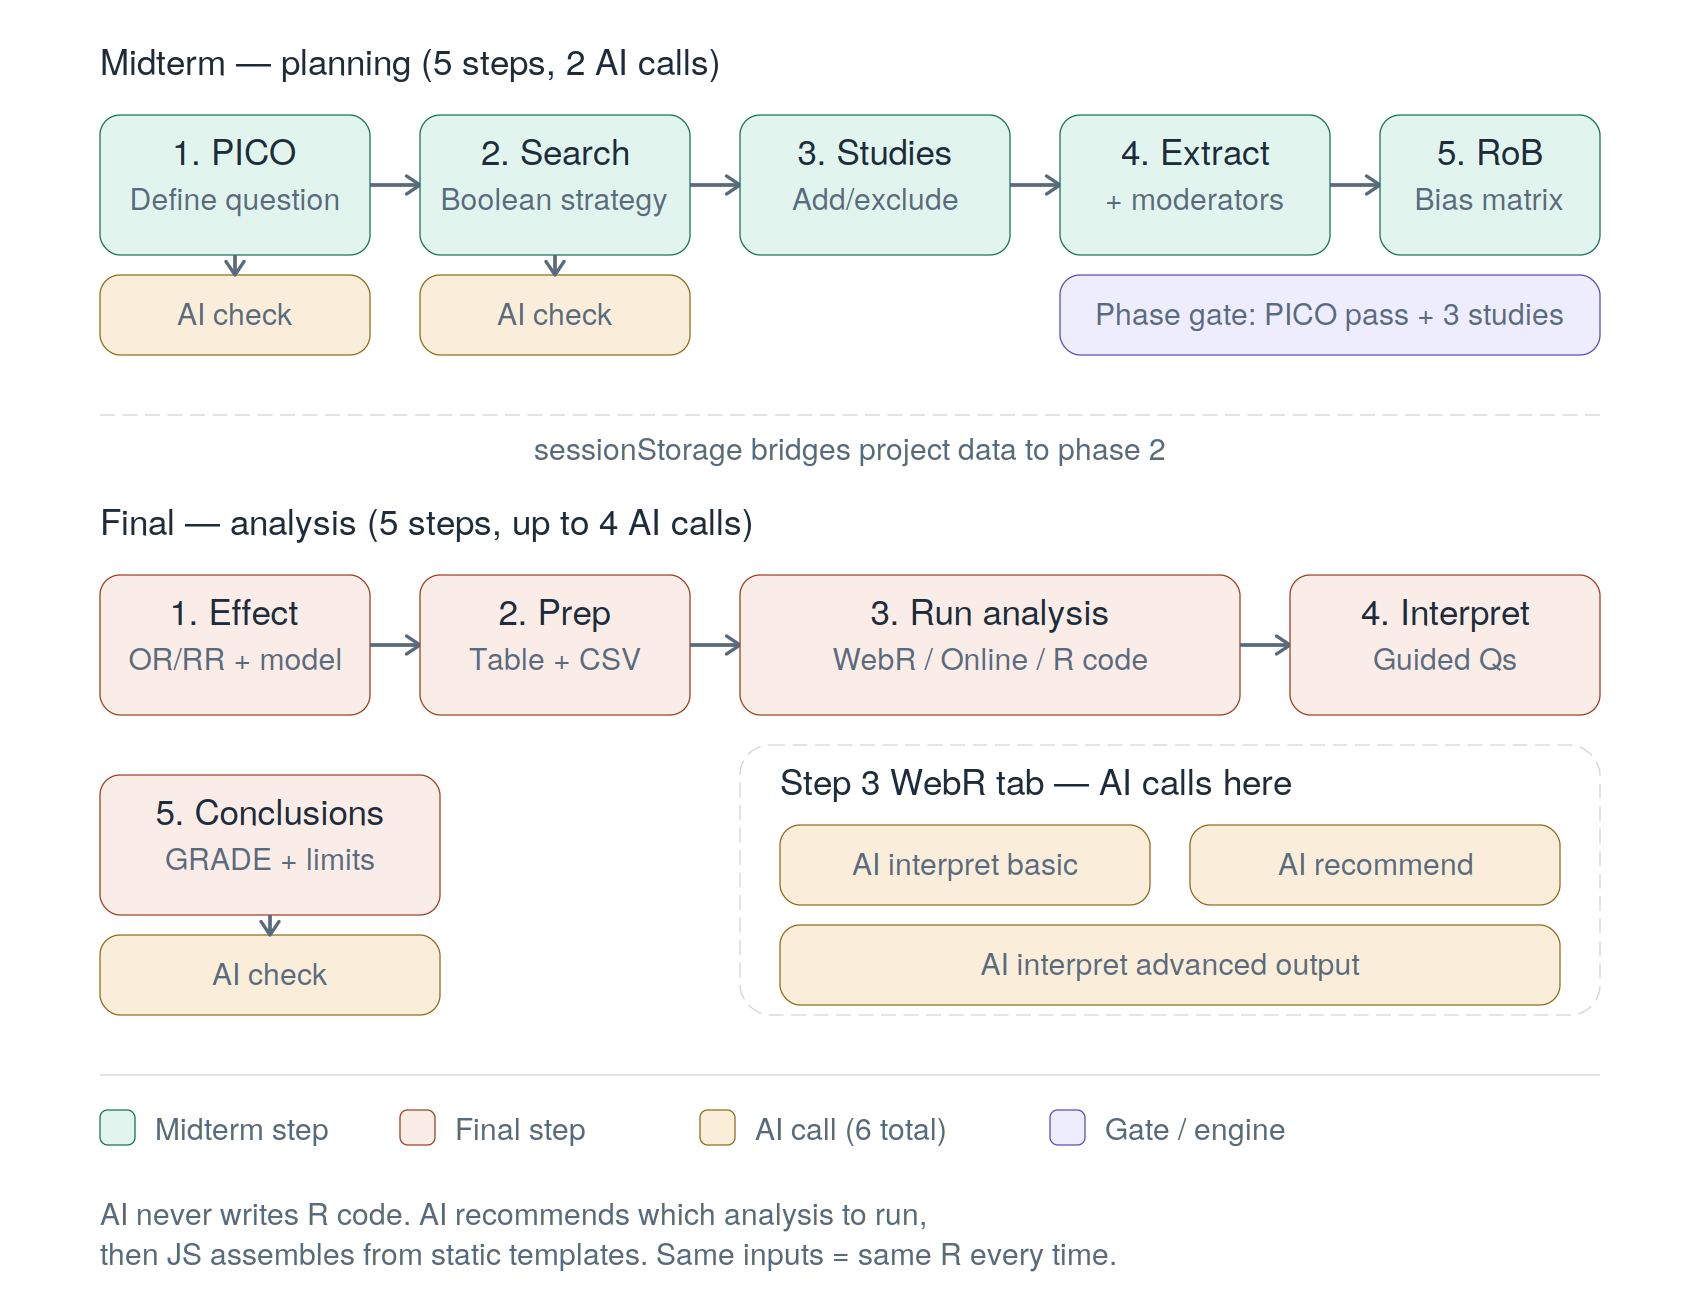 Midterm — planning (5 steps, 2 AI calls)
1. PICO
Define question
2. Search
Boolean strategy
3. Studies
Add/exclude
4. Extract
+ moderators
5. RoB
Bias matrix
AI check
AI check
Phase gate: PICO pass + 3 studies
sessionStorage bridges project data to phase 2
Final — analysis (5 steps, up to 4 AI calls)
1. Effect
OR/RR + model
2. Prep
Table + CSV
3. Run analysis
WebR / Online / R code
4. Interpret
Guided Qs
5. Conclusions
GRADE + limits
AI check
Step 3 WebR tab — AI calls here
AI interpret basic
AI recommend
AI interpret advanced output
Midterm step
Final step
AI call (6 total)
Gate / engine
AI never writes R code. AI recommends which analysis to run,
then JS assembles from static templates. Same inputs = same R every time.